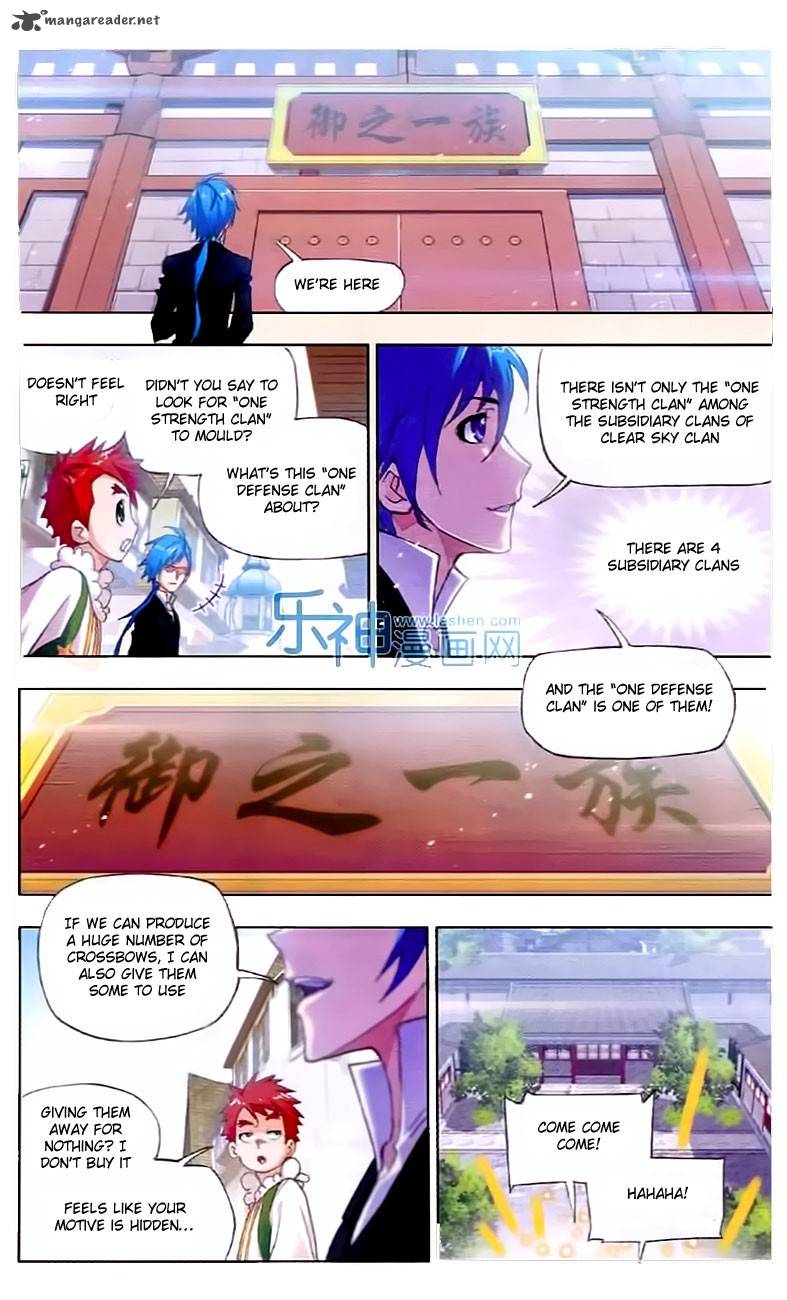 mangareader.net
御之一族
WE'RE HERE
DOESN'T FEEL
RIGHT
DIDN'T YOU SAY TO
LOOK FOR "ONE
STRENGTH CLAN"
TO MOULD?
WHAT'S THIS "ONE
DEFENSE CLAN"
ABOUT?
THERE ISN'T ONLY THE "ONE
STRENGTH CLAN" AMONG
THE SUBSIDIARY CLANS OF
CLEAR SKY CLAN
THERE ARE 4
SUBSIDIARY CLANS
乐神漫画网
www.leshen.com
AND THE "ONE DEFENSE
CLAN" IS ONE OF THEM!
御之一族
IF WE CAN PRODUCE
A HUGE NUMBER OF
CROSSBOWS, I CAN
ALSO GIVE THEM
SOME TO USE
GIVING THEM
AWAY FOR
NOTHING? I
DON'T BUY IT
FEELS LIKE YOUR
MOTIVE IS HIDDEN...
COME COME
COME!
HAHAHA!